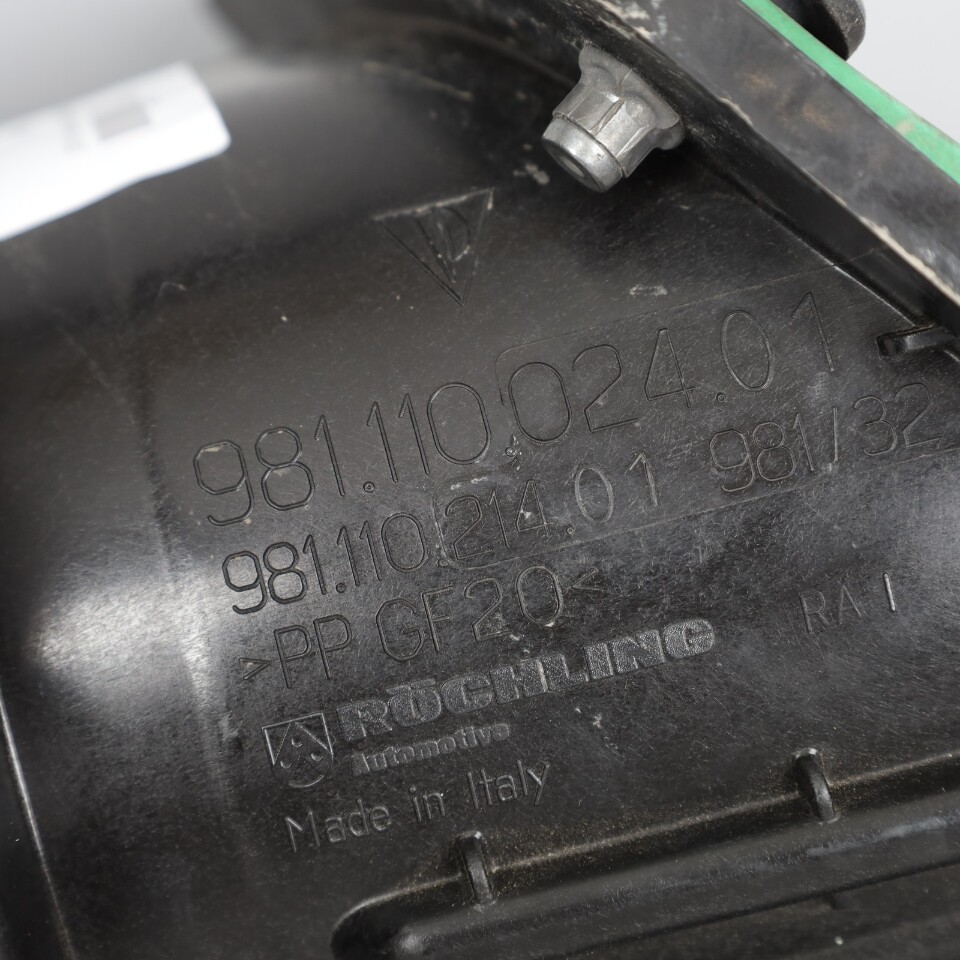 981.110.024.01
981.110.214.01 981/32
>PP GF20<
RA I
RÖCHLING
Automotive
Made in Italy